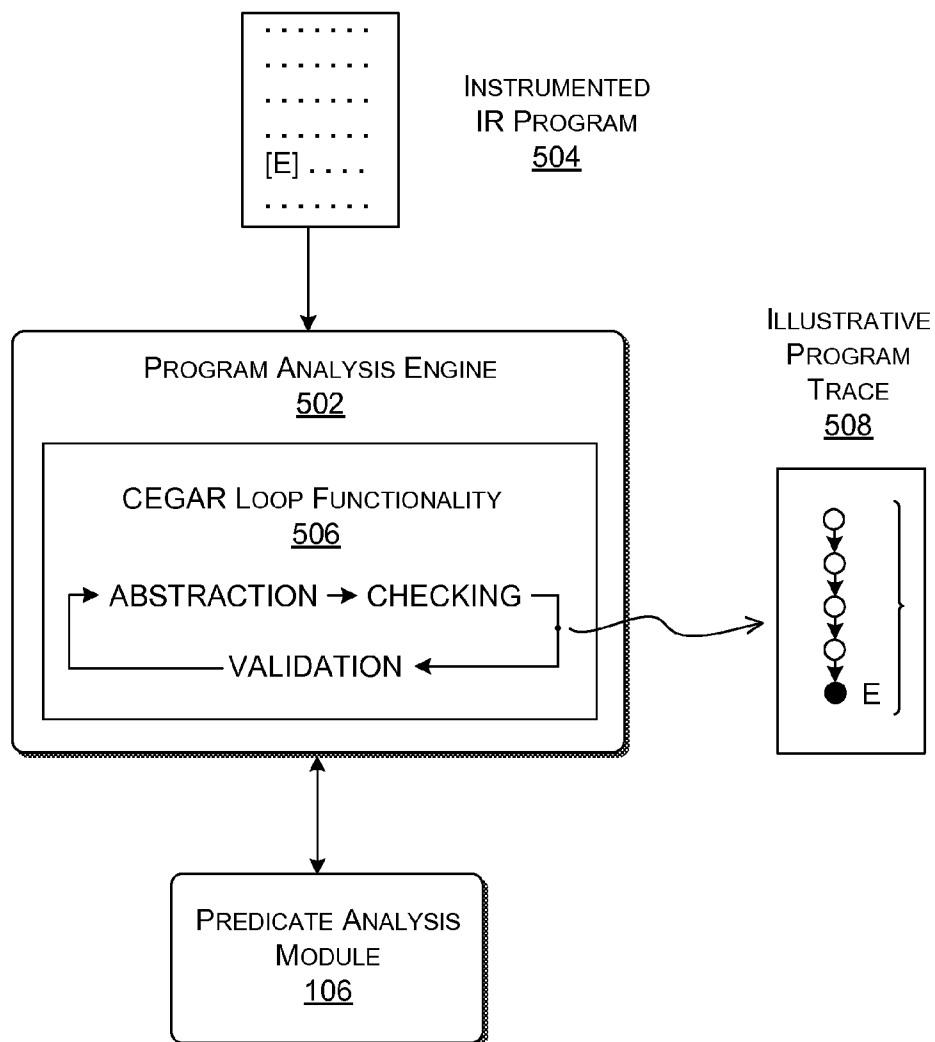 . . . . . . .
. . . . . . .
. . . . . . .
. . . . . . .
[E] . . . .
. . . . . . .
INSTRUMENTED
IR PROGRAM
504
PROGRAM ANALYSIS ENGINE
502
CEGAR LOOP FUNCTIONALITY
506
ABSTRACTION CHECKING
VALIDATION
ILLUSTRATIVE
PROGRAM
TRACE
508
E
PREDICATE ANALYSIS
MODULE
106